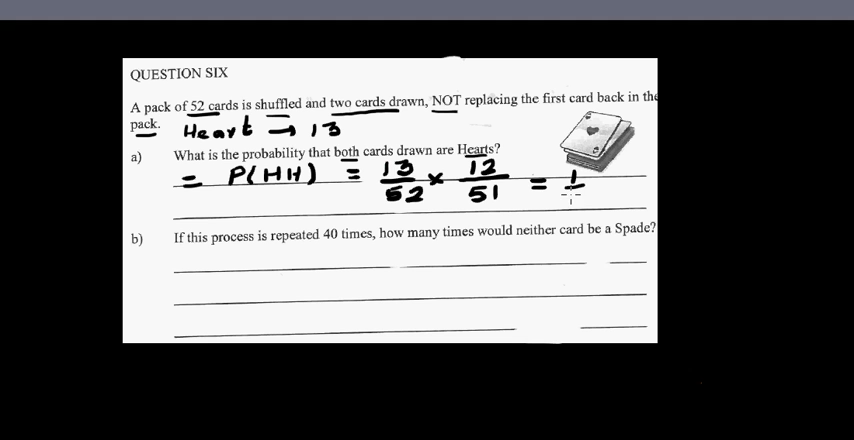 QUESTION SIX
A pack of 52 cards is shuffled and two cards drawn, NOT replacing the first card back in the
pack. Heart → 13
a) What is the probability that both cards drawn are Hearts?
= P(HH) = 13/52 × 12/51 = 1
b) If this process is repeated 40 times, how many times would neither card be a Spade?